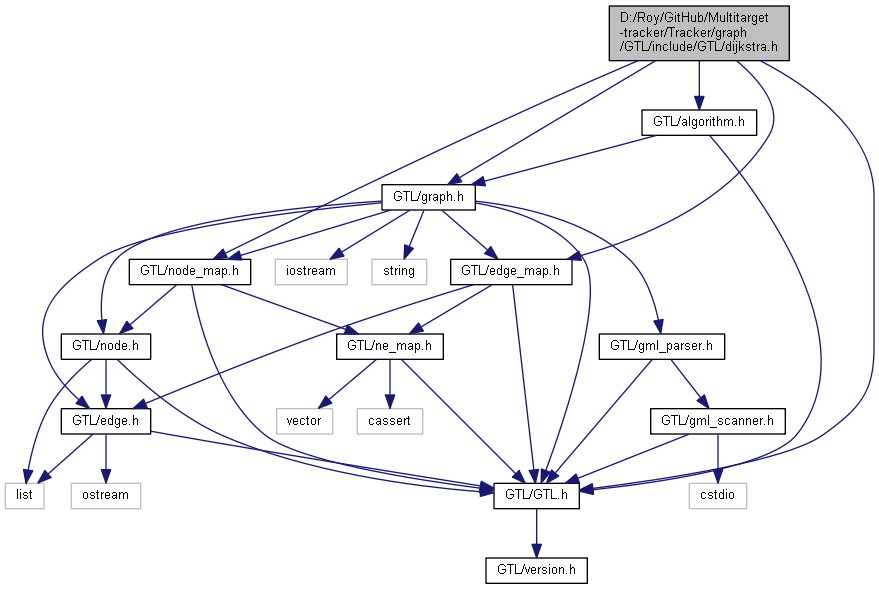 D:/Roy/GitHub/Multitarget
-tracker/Tracker/graph
/GTL/include/GTL/dijkstra.h
GTL/algorithm.h
GTL/graph.h
GTL/node_map.h
iostream
string
GTL/edge_map.h
GTL/node.h
GTL/ne_map.h
GTL/gml_parser.h
GTL/edge.h
vector
cassert
GTL/gml_scanner.h
list
ostream
GTL/GTL.h
cstdio
GTL/version.h